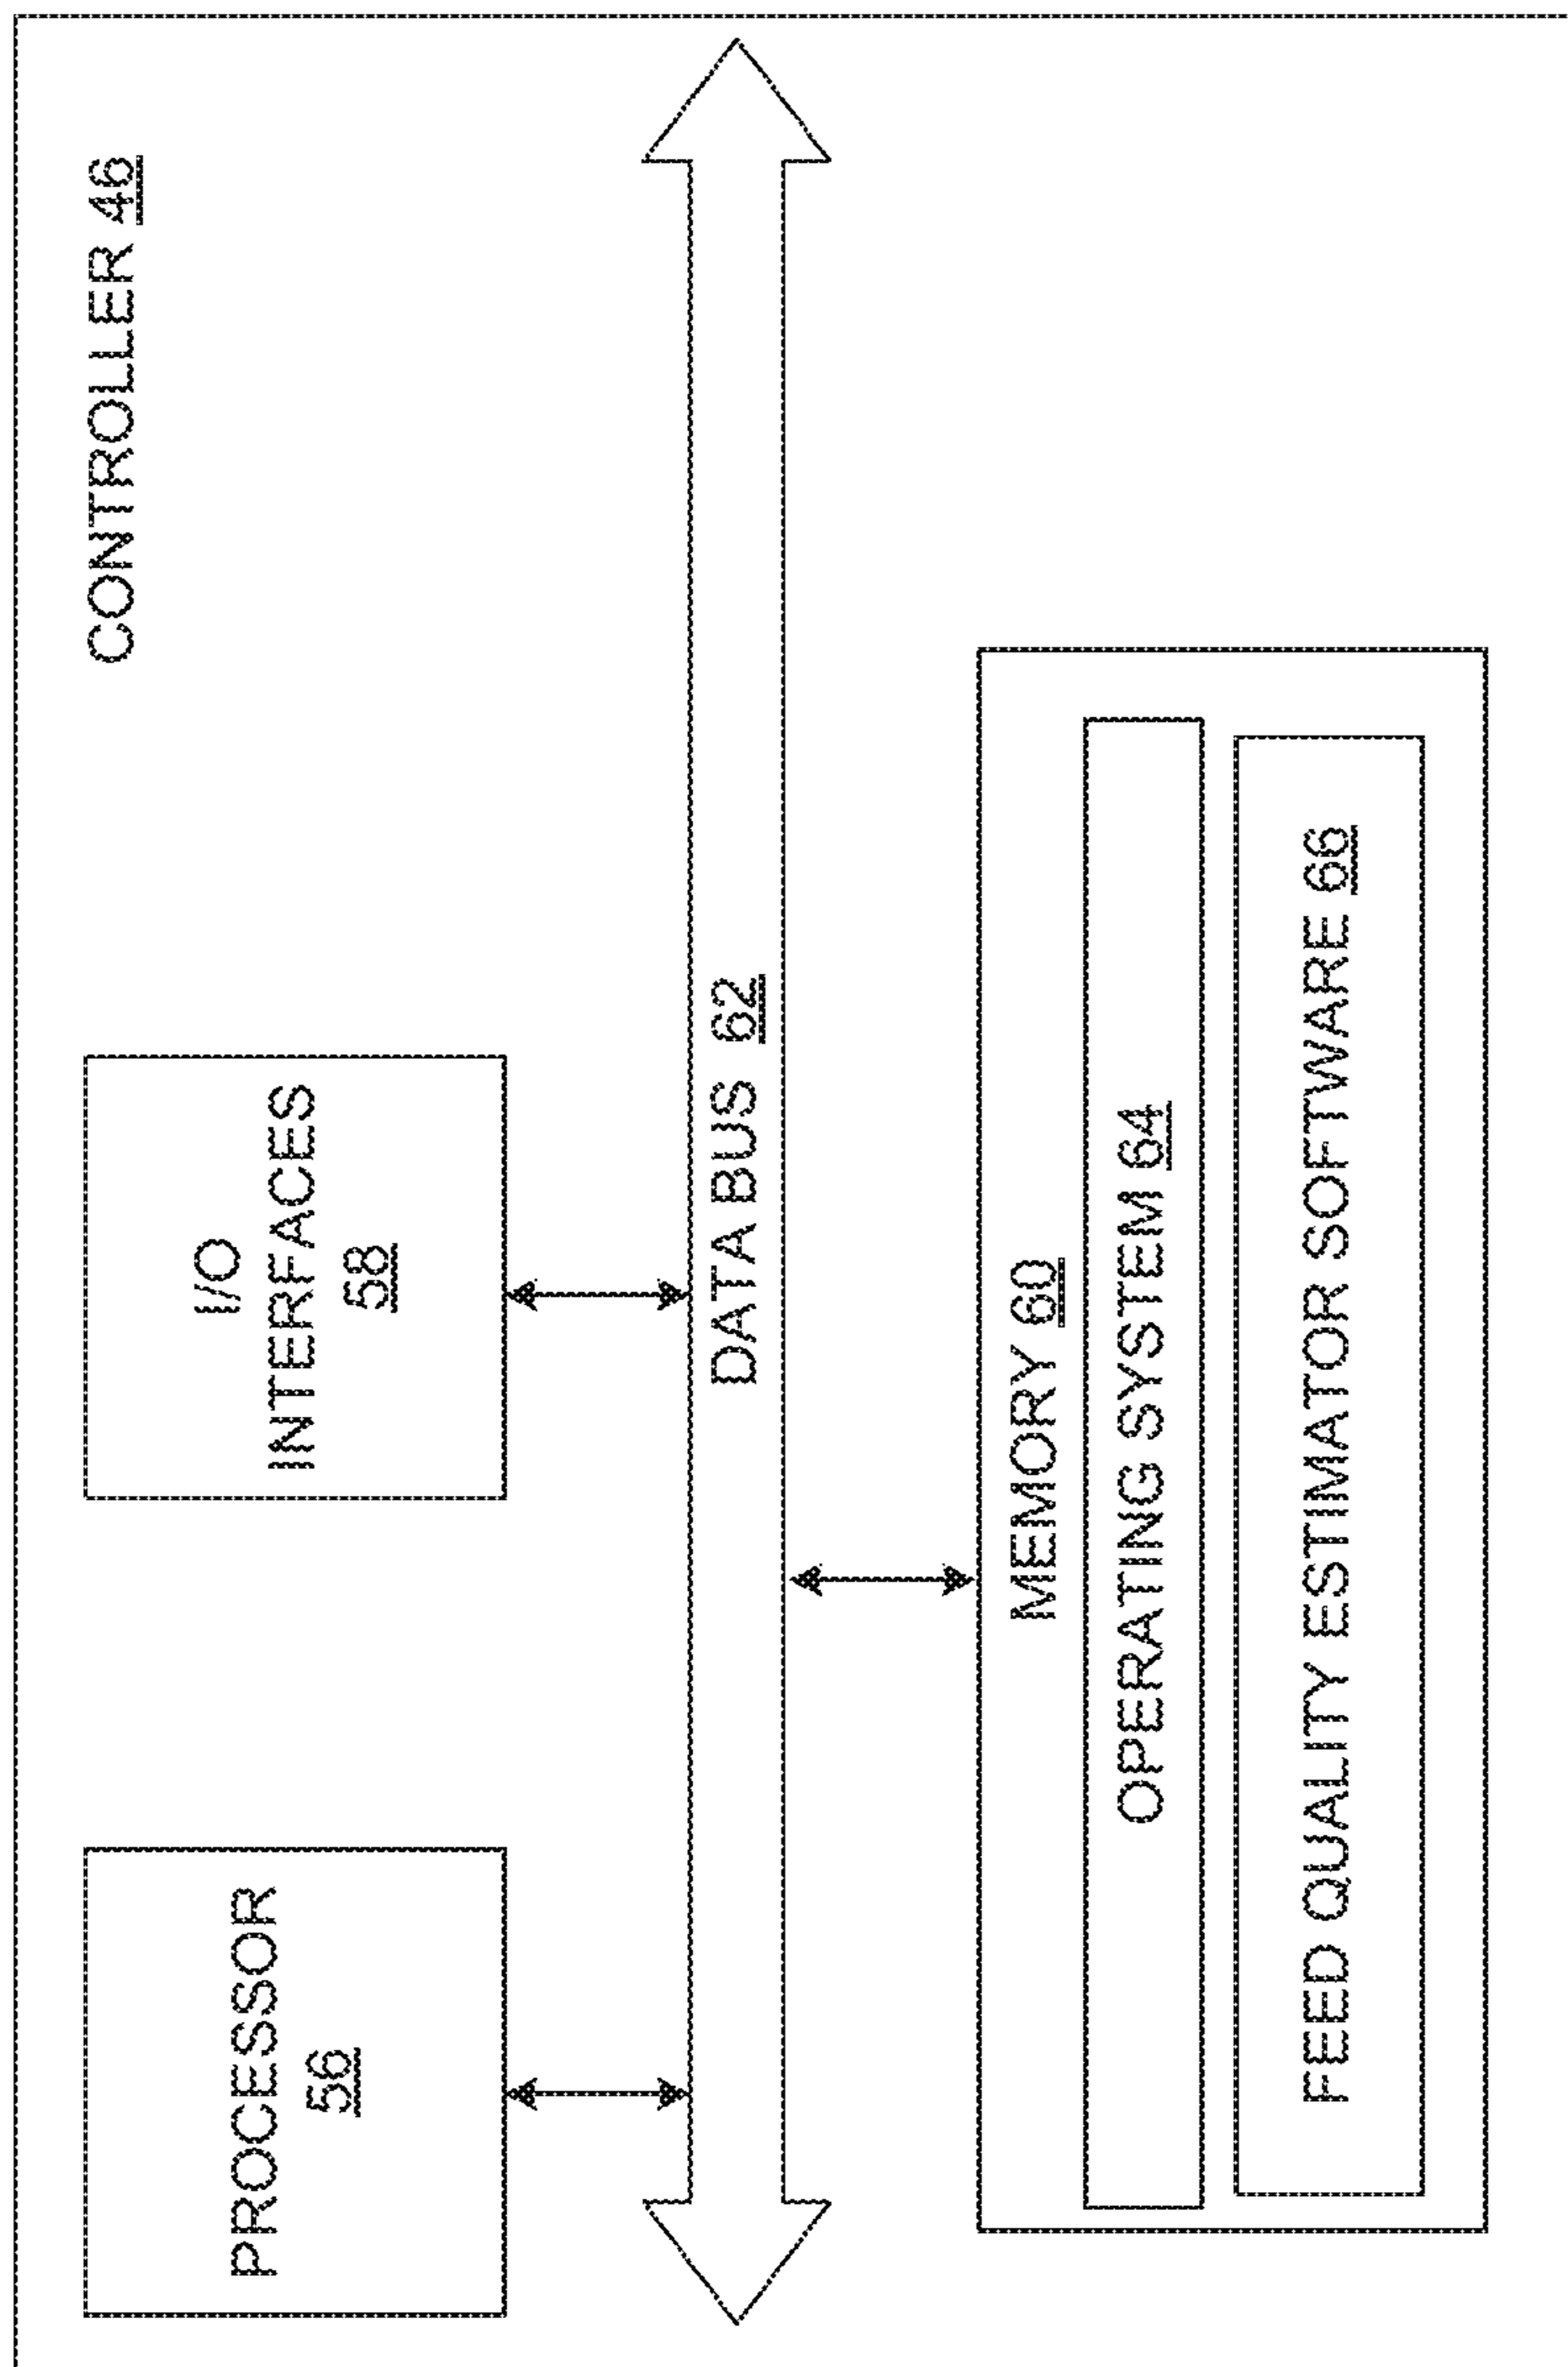 CONTROLLER 46
PROCESSOR
56
I/O
INTERFACES
58
DATA BUS 62
MEMORY 60
OPERATING SYSTEM 64
FEED QUALITY ESTIMATOR SOFTWARE 66